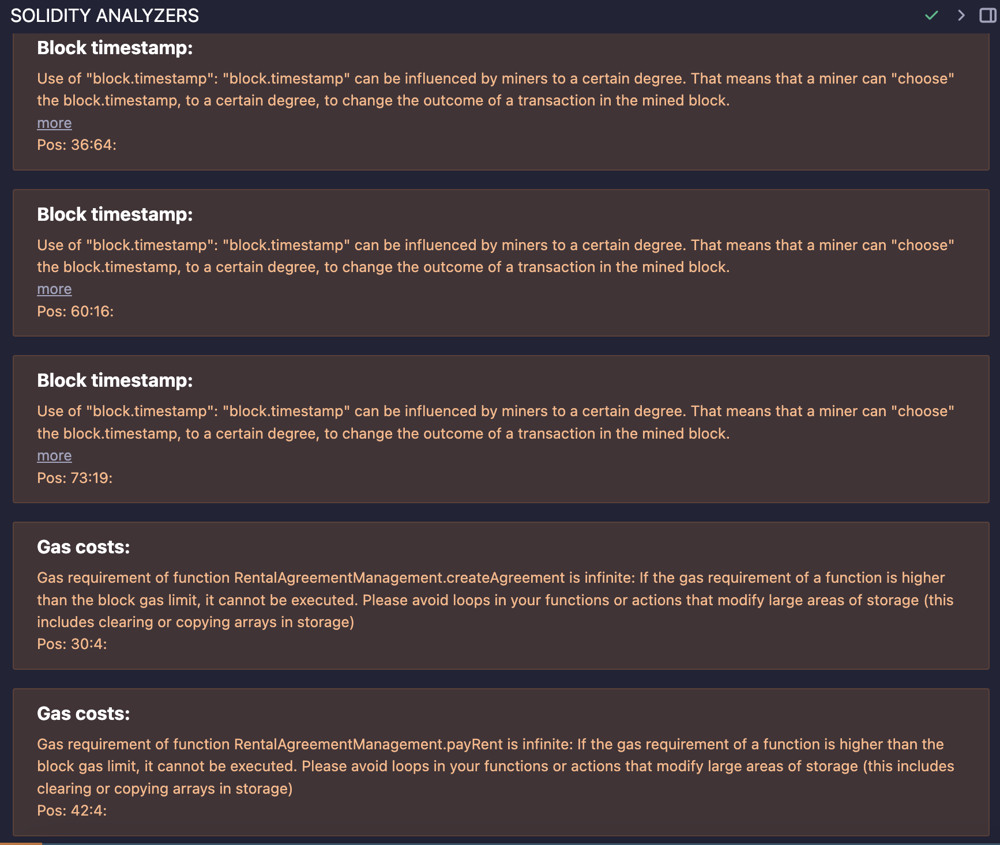 SOLIDITY ANALYZERS
Block timestamp:
Use of "block.timestamp": "block.timestamp" can be influenced by miners to a certain degree. That means that a miner can "choose"
the block.timestamp, to a certain degree, to change the outcome of a transaction in the mined block.
more
Pos: 36:64:
Block timestamp:
Use of "block.timestamp": "block.timestamp" can be influenced by miners to a certain degree. That means that a miner can "choose"
the block.timestamp, to a certain degree, to change the outcome of a transaction in the mined block.
more
Pos: 60:16:
Block timestamp:
Use of "block.timestamp": "block.timestamp" can be influenced by miners to a certain degree. That means that a miner can "choose"
the block.timestamp, to a certain degree, to change the outcome of a transaction in the mined block.
more
Pos: 73:19:
Gas costs:
Gas requirement of function RentalAgreementManagement.createAgreement is infinite: If the gas requirement of a function is higher
than the block gas limit, it cannot be executed. Please avoid loops in your functions or actions that modify large areas of storage (this
includes clearing or copying arrays in storage)
Pos: 30:4:
Gas costs:
Gas requirement of function RentalAgreementManagement.payRent is infinite: If the gas requirement of a function is higher than the
block gas limit, it cannot be executed. Please avoid loops in your functions or actions that modify large areas of storage (this includes
clearing or copying arrays in storage)
Pos: 42:4: